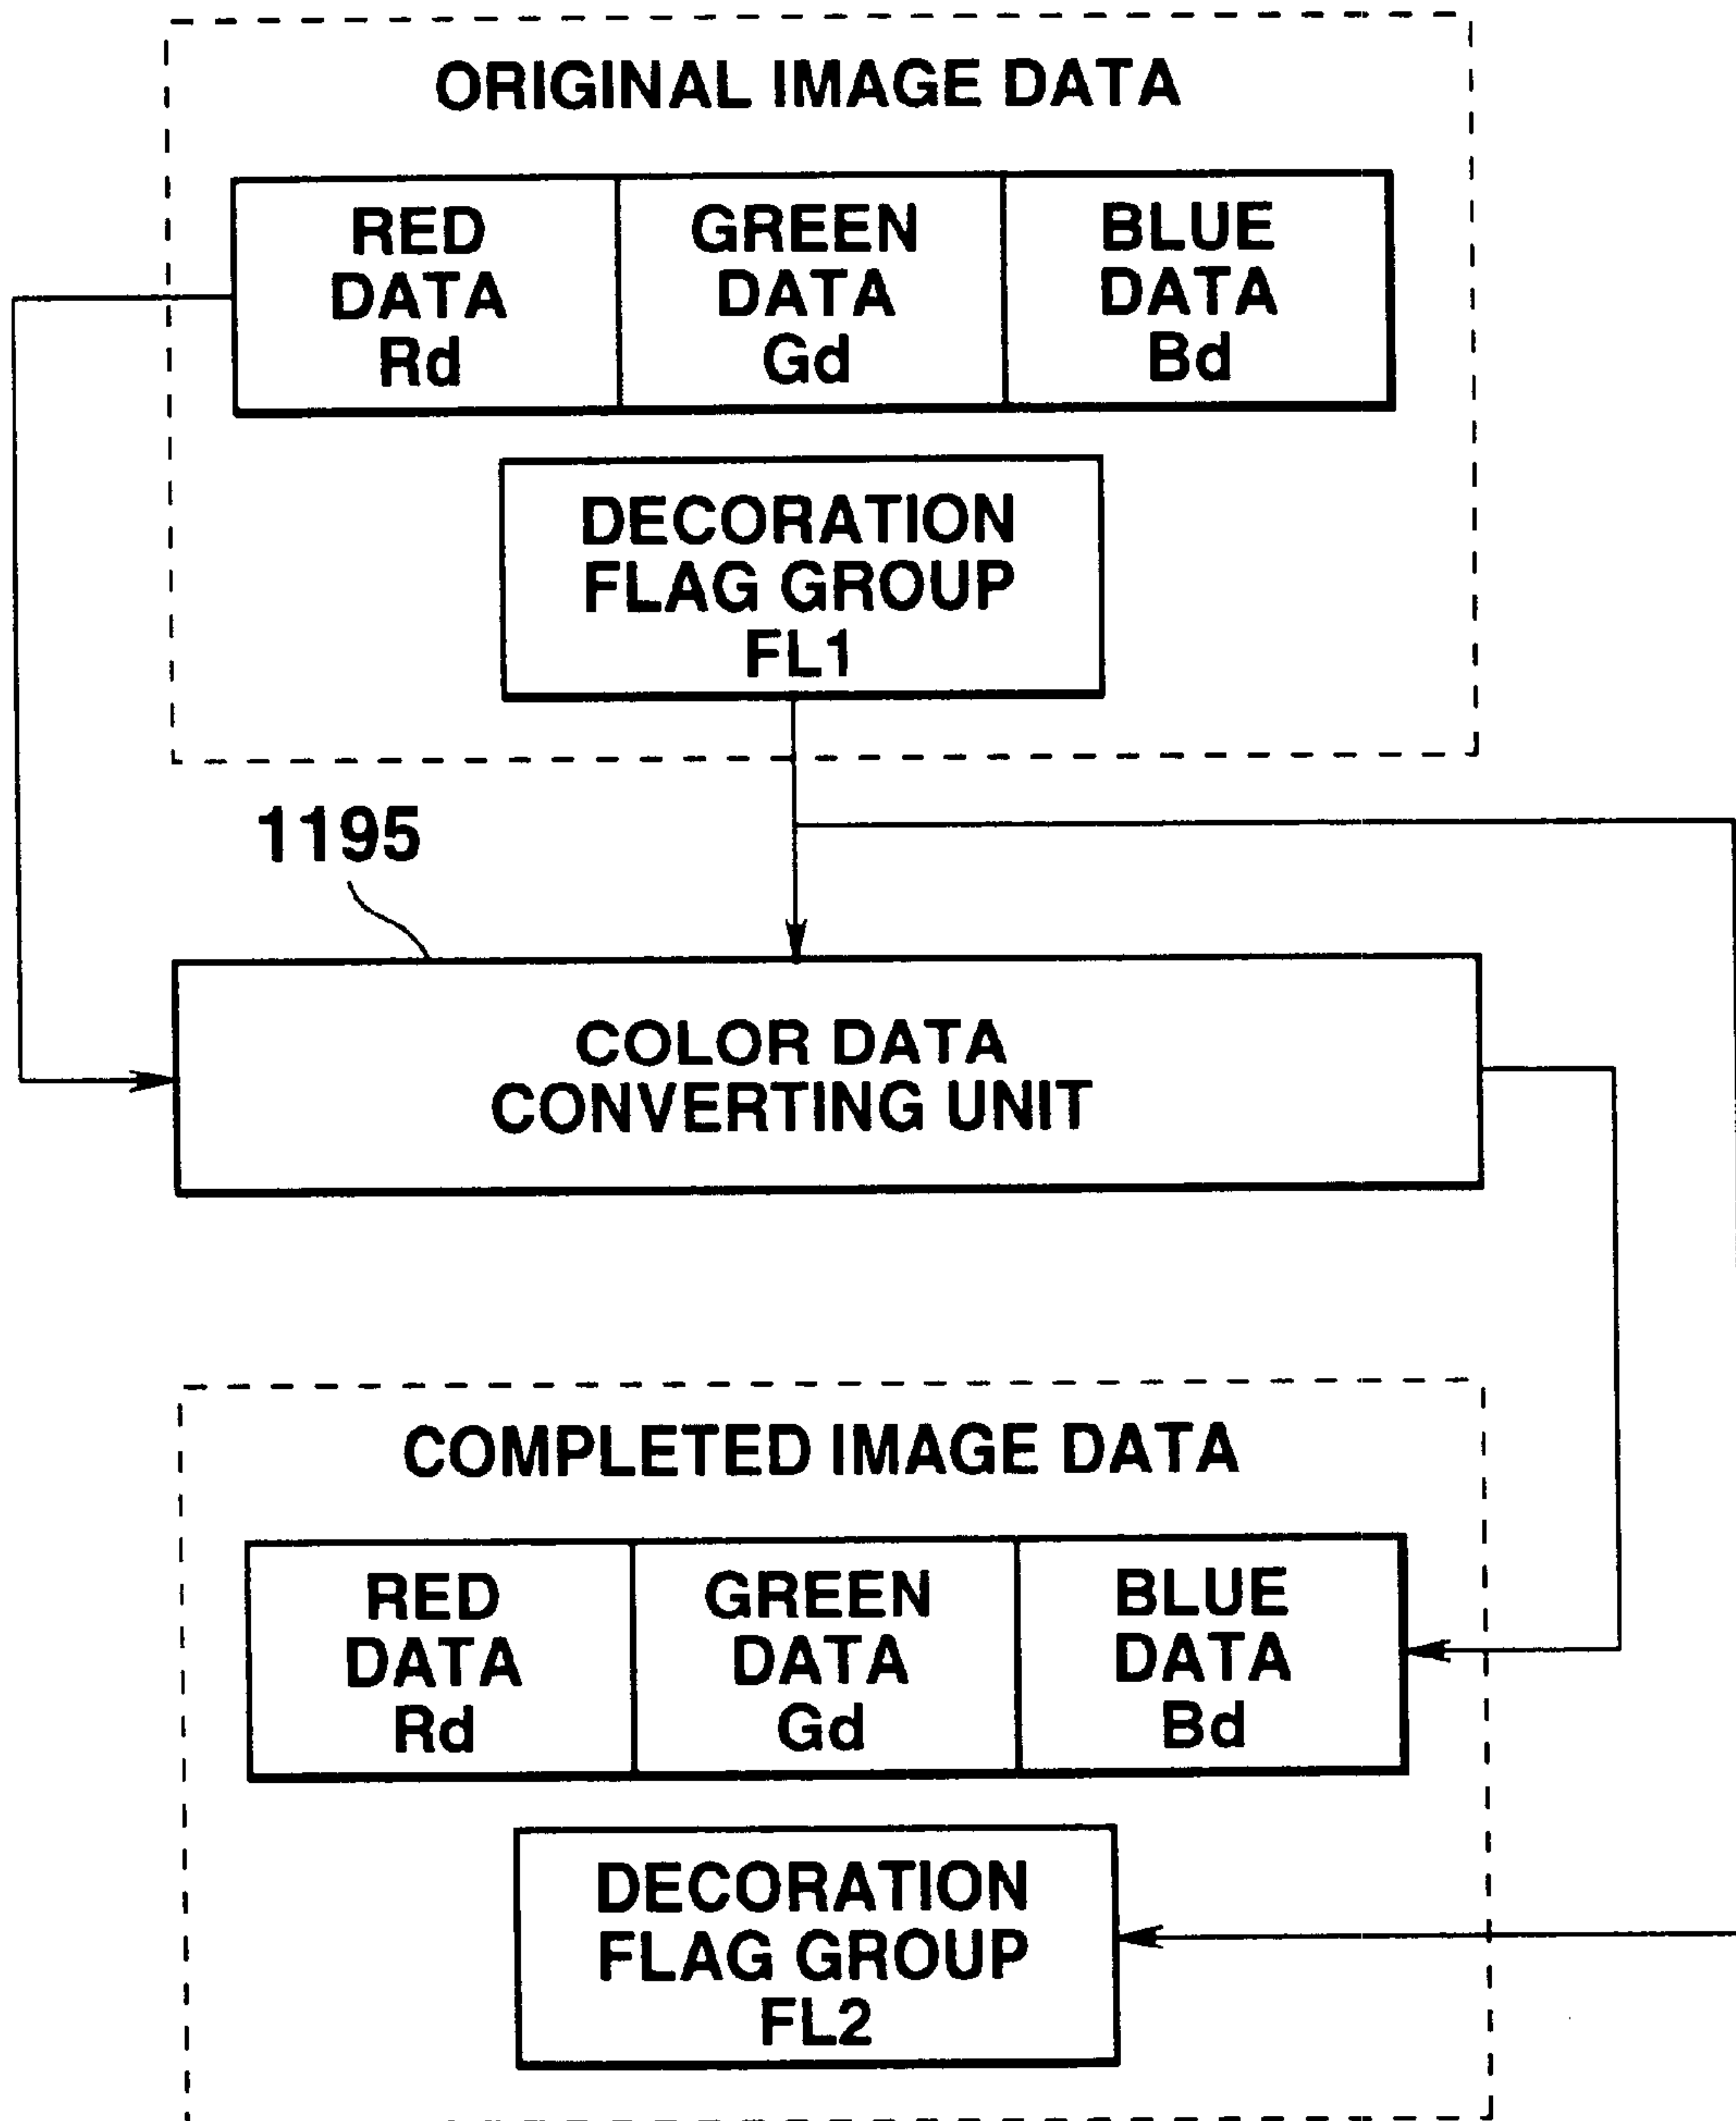 ORIGINAL IMAGE DATA
RED
DATA
Rd
GREEN
DATA
Gd
BLUE
DATA
Bd
DECORATION
FLAG GROUP
FL1
1195
COLOR DATA
CONVERTING UNIT
COMPLETED IMAGE DATA
RED
DATA
Rd
GREEN
DATA
Gd
BLUE
DATA
Bd
DECORATION
FLAG GROUP
FL2